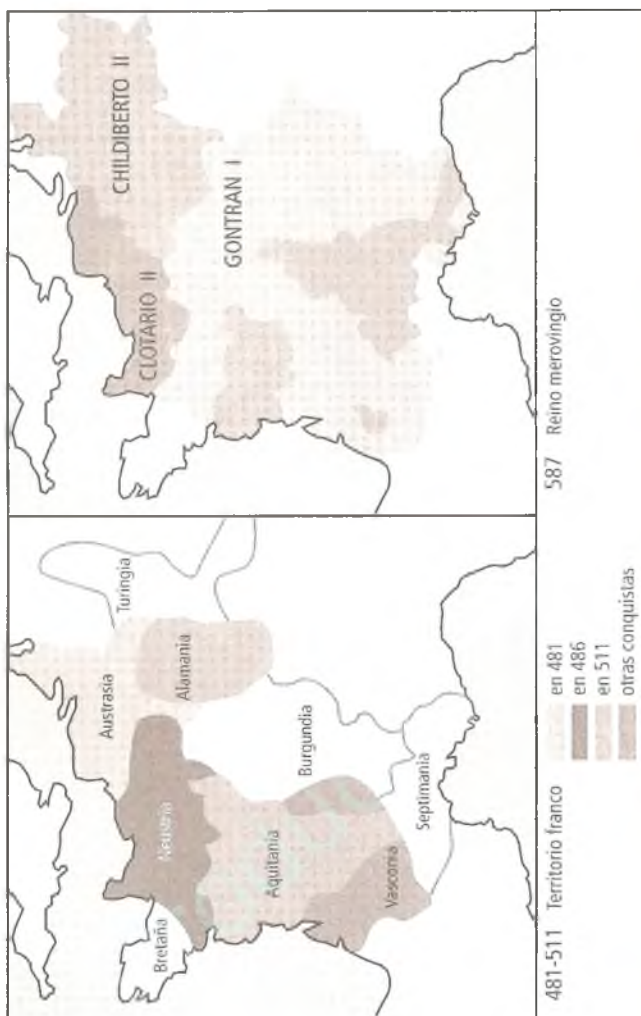 Bretaña
Neustria
Austrasia
Turingia
Alamania
Aquitania
Burgundia
Vasconia
Septimania
481-511 Territorio franco
en 481
en 486
en 511
otras conquistas
CLOTARIO II
CHILDIBERTO II
GONTRAN I
587 Reino merovingio